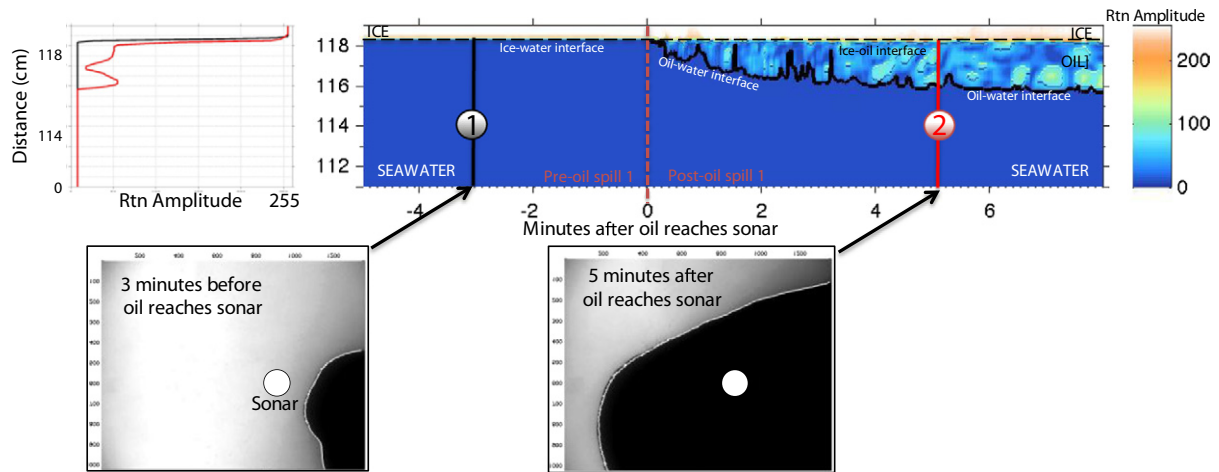 Rtn Amplitude
ICE
ICE
118
118
Ice-water interface
Ice-oil interface
OIL]
200
Oil-water interface
116
Oil-water interface
Distance (cm)
1
2
114
114
100
112
SEAWATER
Pre-oil spill 1
Post-oil spill 1
SEAWATER
0
0
Rtn Amplitude
255
-4
-2
0
2
4
6
Minutes after oil reaches sonar
3 minutes before
oil reaches sonar
Sonar
5 minutes after
oil reaches sonar